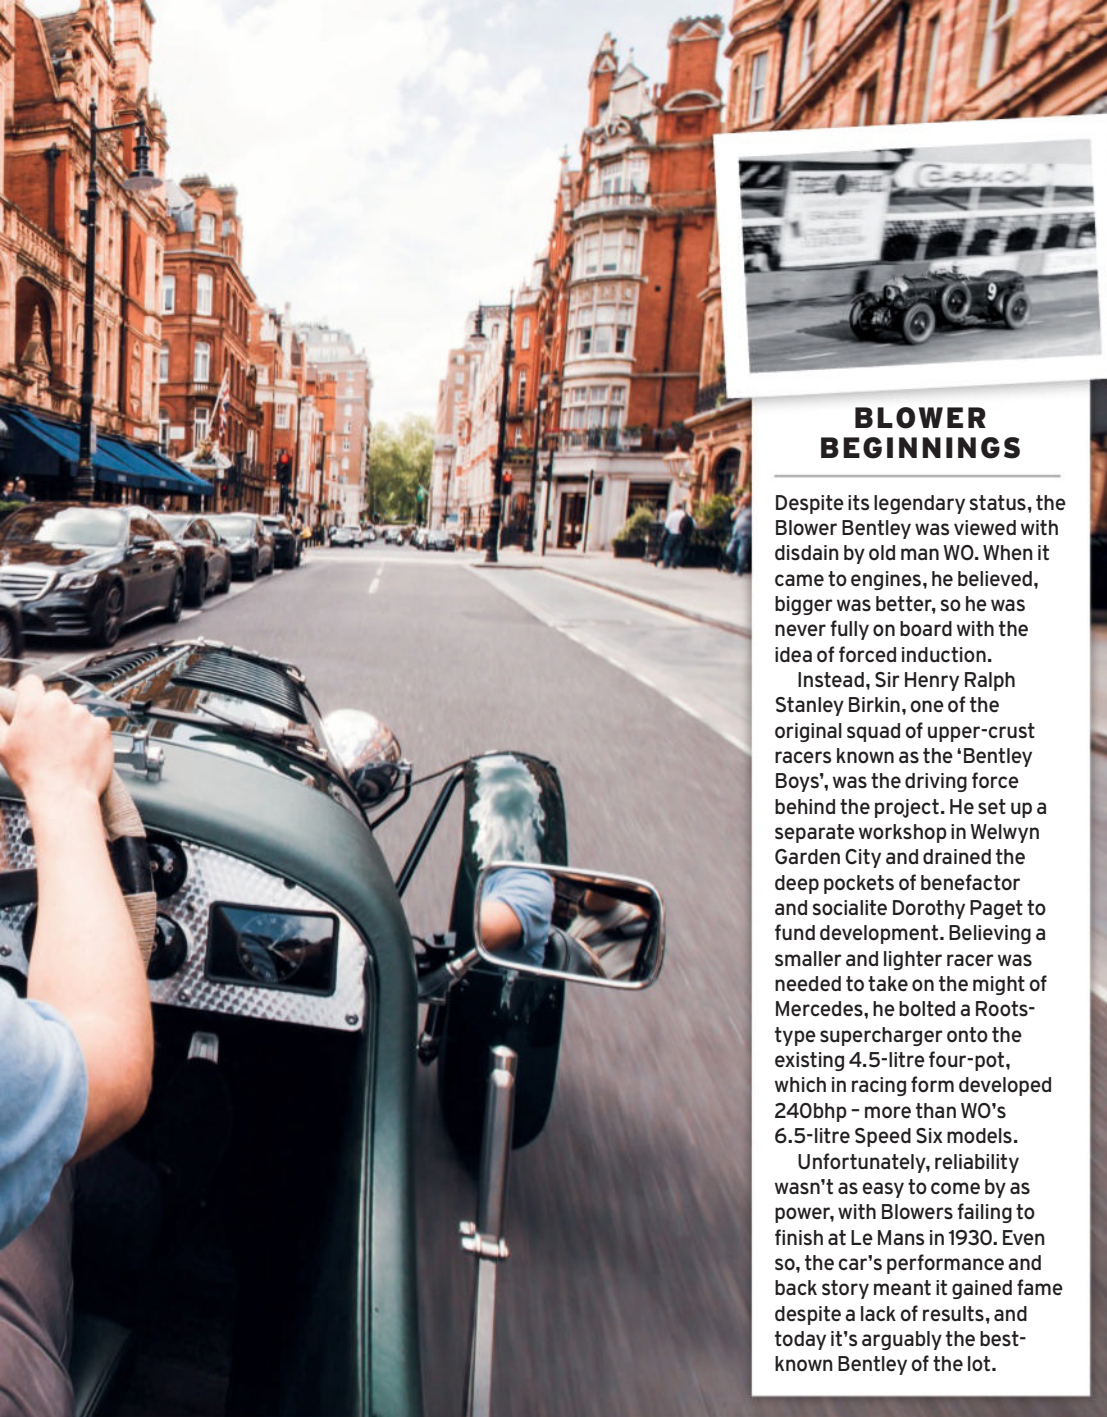 9
BLOWER
BEGINNINGS
Despite its legendary status, the
Blower Bentley was viewed with
disdain by old man WO. When it
came to engines, he believed,
bigger was better, so he was
never fully on board with the
idea of forced induction.
Instead, Sir Henry Ralph
Stanley Birkin, one of the
original squad of upper-crust
racers known as the ‘Bentley
Boys’, was the driving force
behind the project. He set up a
separate workshop in Welwyn
Garden City and drained the
deep pockets of benefactor
and socialite Dorothy Paget to
fund development. Believing a
smaller and lighter racer was
needed to take on the might of
Mercedes, he bolted a Roots-
type supercharger onto the
existing 4.5-litre four-pot,
which in racing form developed
240bhp – more than WO’s
6.5-litre Speed Six models.
Unfortunately, reliability
wasn’t as easy to come by as
power, with Blowers failing to
finish at Le Mans in 1930. Even
so, the car’s performance and
back story meant it gained fame
despite a lack of results, and
today it’s arguably the best-
known Bentley of the lot.